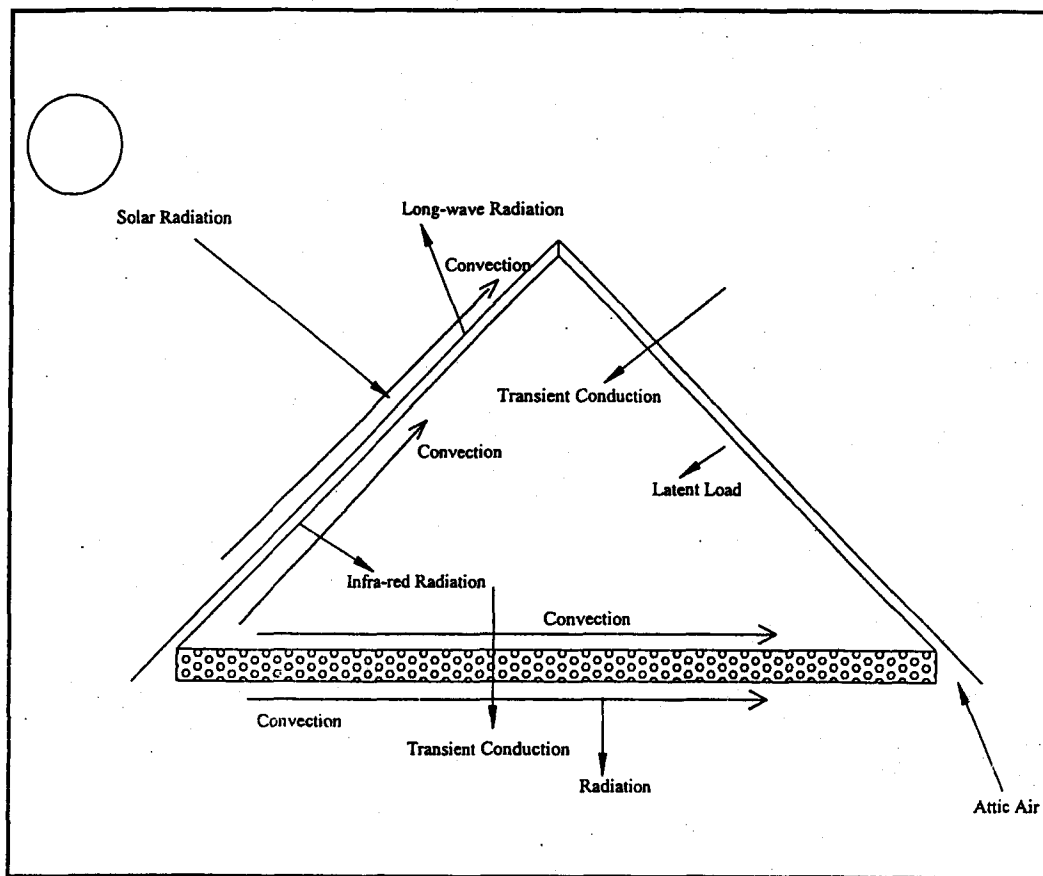 Long-wave Radiation
Solar Radiation
Convection
Transient Conduction
Convection
Latent Load
Infra-red Radiation
Convection
Convection
Transient Conduction
Radiation
Attic Air